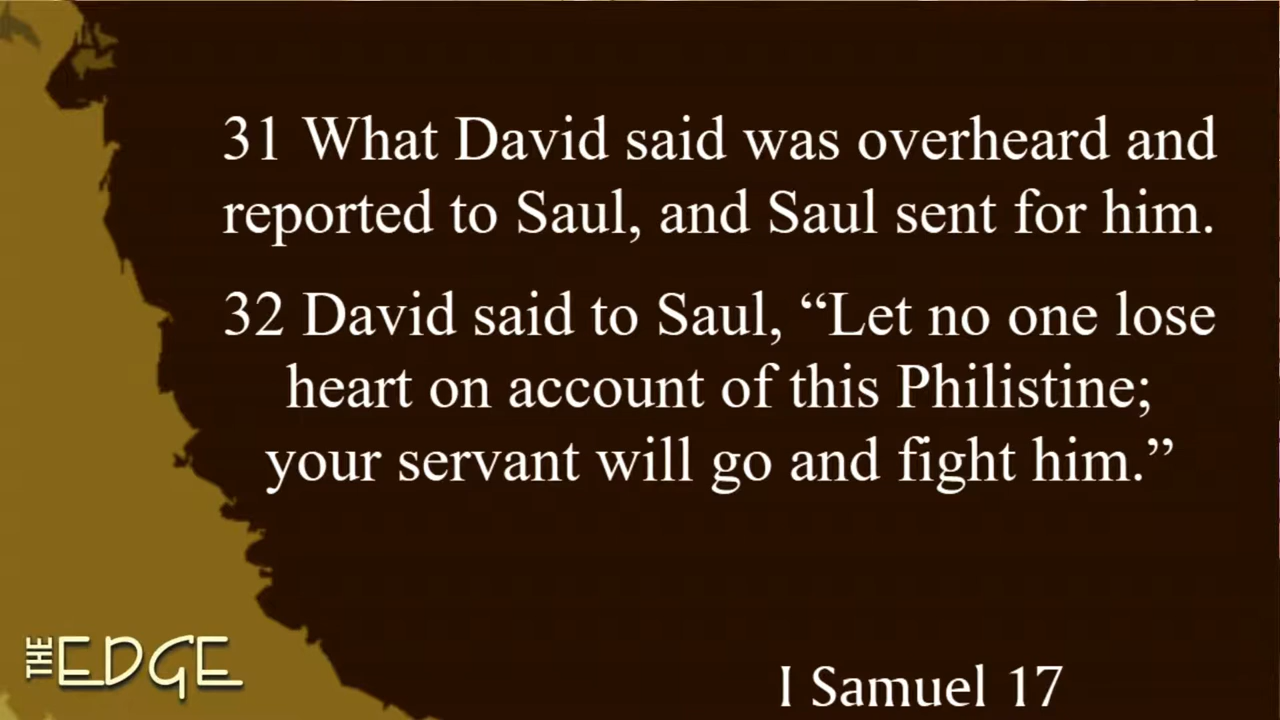 31 What David said was overheard and
reported to Saul, and Saul sent for him.
32 David said to Saul, “Let no one lose
heart on account of this Philistine;
your servant will go and fight him.”
THE EDGE
I Samuel 17